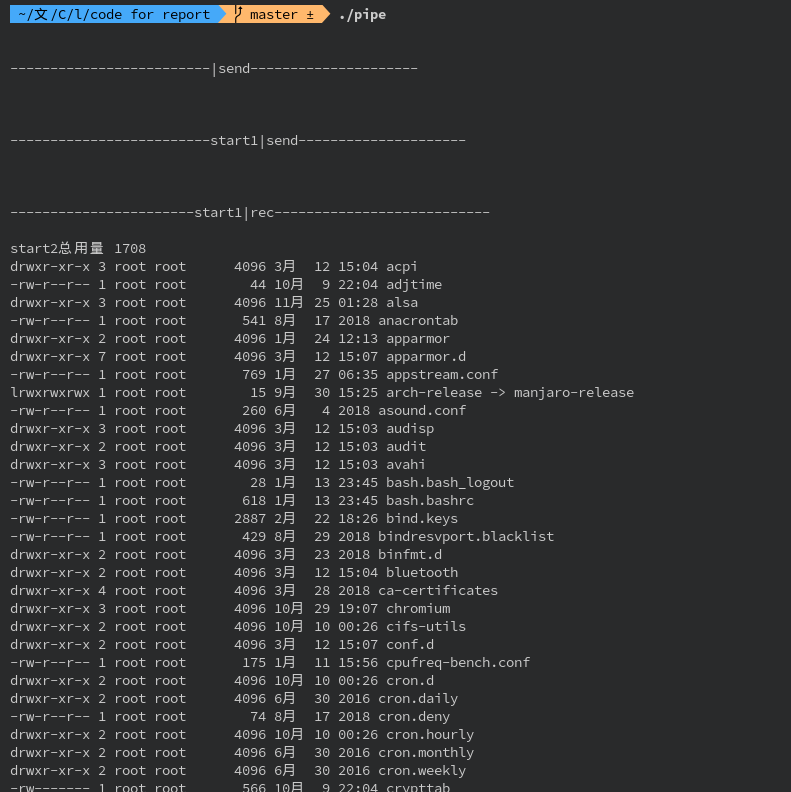 ~/文/C/l/code for report  master ± ./pipe
-------------------------|send---------------------
-------------------------start1|send---------------------
-----------------------start1|rec---------------------------
start2总用量 1708
drwxr-xr-x 3 root root      4096 3月  12 15:04 acpi
-rw-r--r-- 1 root root        44 10月  9 22:04 adjtime
drwxr-xr-x 3 root root      4096 11月 25 01:28 alsa
-rw-r--r-- 1 root root       541 8月  17 2018 anacrontab
drwxr-xr-x 2 root root      4096 1月  24 12:13 apparmor
drwxr-xr-x 7 root root      4096 3月  12 15:07 apparmor.d
-rw-r--r-- 1 root root       769 1月  27 06:35 appstream.conf
lrwxrwxrwx 1 root root        15 9月  30 15:25 arch-release -> manjaro-release
-rw-r--r-- 1 root root       260 6月   4 2018 asound.conf
drwxr-xr-x 3 root root      4096 3月  12 15:03 audisp
drwxr-xr-x 2 root root      4096 3月  12 15:03 audit
drwxr-xr-x 3 root root      4096 3月  12 15:03 avahi
-rw-r--r-- 1 root root        28 1月  13 23:45 bash.bash_logout
-rw-r--r-- 1 root root       618 1月  13 23:45 bash.bashrc
-rw-r--r-- 1 root root      2887 2月  22 18:26 bind.keys
-rw-r--r-- 1 root root       429 8月  29 2018 bindresvport.blacklist
drwxr-xr-x 2 root root      4096 3月  23 2018 binfmt.d
drwxr-xr-x 2 root root      4096 3月  12 15:04 bluetooth
drwxr-xr-x 4 root root      4096 3月  28 2018 ca-certificates
drwxr-xr-x 3 root root      4096 10月 29 19:07 chromium
drwxr-xr-x 2 root root      4096 10月 10 00:26 cifs-utils
drwxr-xr-x 2 root root      4096 3月  12 15:07 conf.d
-rw-r--r-- 1 root root       175 1月  11 15:56 cpufreq-bench.conf
drwxr-xr-x 2 root root      4096 10月 10 00:26 cron.d
drwxr-xr-x 2 root root      4096 6月  30 2016 cron.daily
-rw-r--r-- 1 root root        74 8月  17 2018 cron.deny
drwxr-xr-x 2 root root      4096 10月 10 00:26 cron.hourly
drwxr-xr-x 2 root root      4096 6月  30 2016 cron.monthly
drwxr-xr-x 2 root root      4096 6月  30 2016 cron.weekly
-rw------- 1 root root       566 10月  9 22:04 crypttab